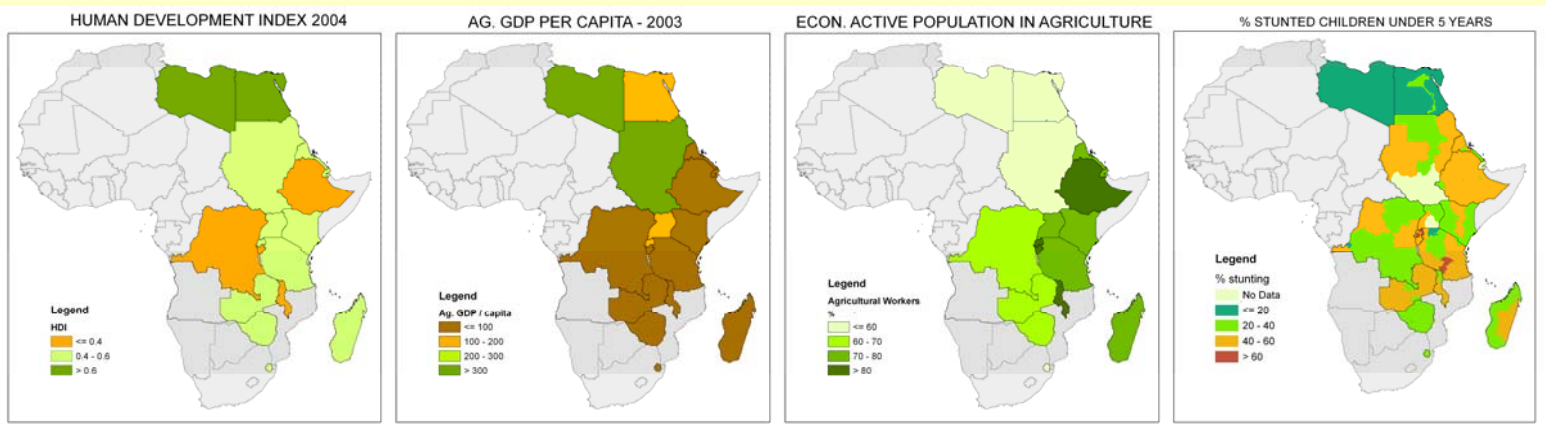 HUMAN DEVELOPMENT INDEX 2004
Legend
HDI
<= 0.4
0.4 - 0.6
> 0.6
AG. GDP PER CAPITA - 2003
Legend
Ag. GDP / capita
<= 100
100 - 200
200 - 300
> 300
ECON. ACTIVE POPULATION IN AGRICULTURE
Legend
Agricultural Workers
%
<= 60
60 - 70
70 - 80
> 80
% STUNTED CHILDREN UNDER 5 YEARS
Legend
% stunting
No Data
<= 20
20 - 40
40 - 60
> 60